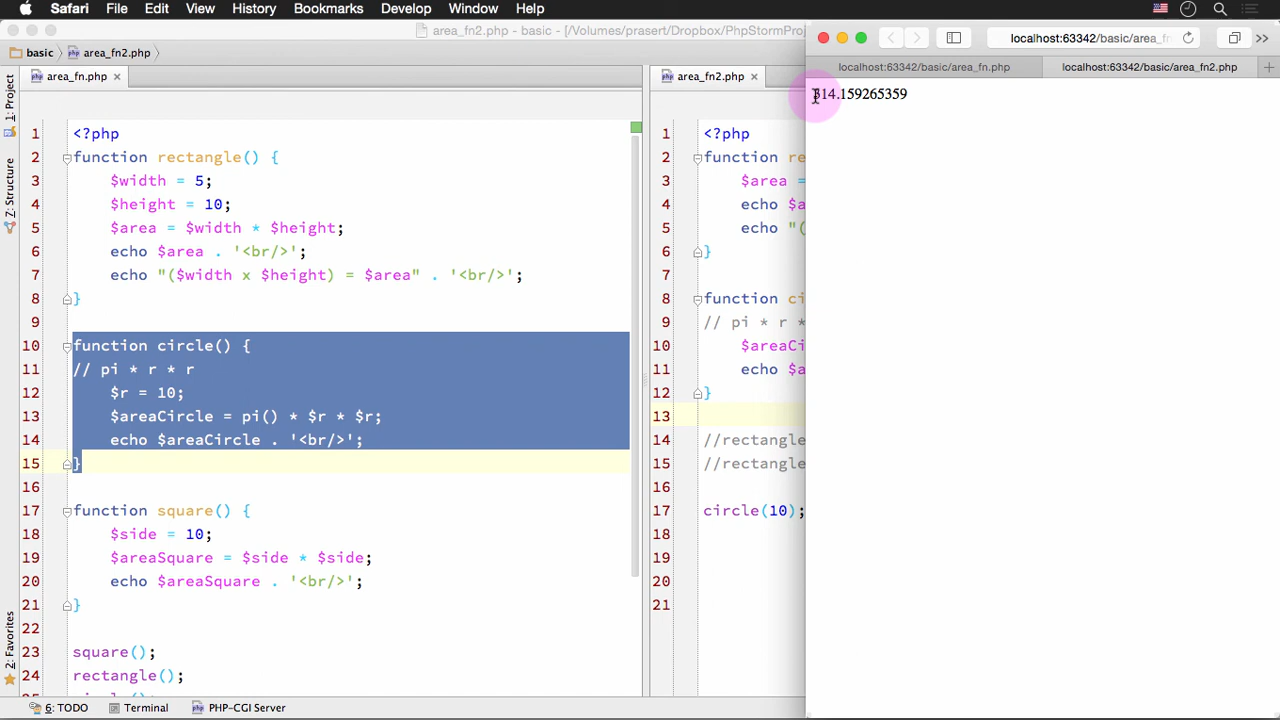 Safari File Edit View History Bookmarks Develop Window Help
area_fn2.php - basic - [/Volumes/prasert/Dropbox/PhpStormProj
basic area_fn2.php
localhost:63342/basic/area_fn
localhost:63342/basic/area_fn.php localhost:63342/basic/area_fn2.php
1: Project
Z: Structure
2: Favorites
area_fn.php
1 <?php
2 function rectangle() {
3 $width = 5;
4 $height = 10;
5 $area = $width * $height;
6 echo $area . '<br/>';
7 echo "($width x $height) = $area" . '<br/>';
8 }
9
10 function circle() {
11 // pi * r * r
12 $r = 10;
13 $areaCircle = pi() * $r * $r;
14 echo $areaCircle . '<br/>';
15 }
16
17 function square() {
18 $side = 10;
19 $areaSquare = $side * $side;
20 echo $areaSquare . '<br/>';
21 }
22
23 square();
24 rectangle();
25
area_fn2.php
1 <?php
2 function re
3 $area =
4 echo $a
5 echo "(
6 }
7
8 function ci
9 // pi * r *
10 $areaCi
11 echo $a
12 }
13
14 //rectangle
15 //rectangle
16
17 circle(10);
18
19
20
21
314.159265359
6: TODO Terminal PHP-CGI Server